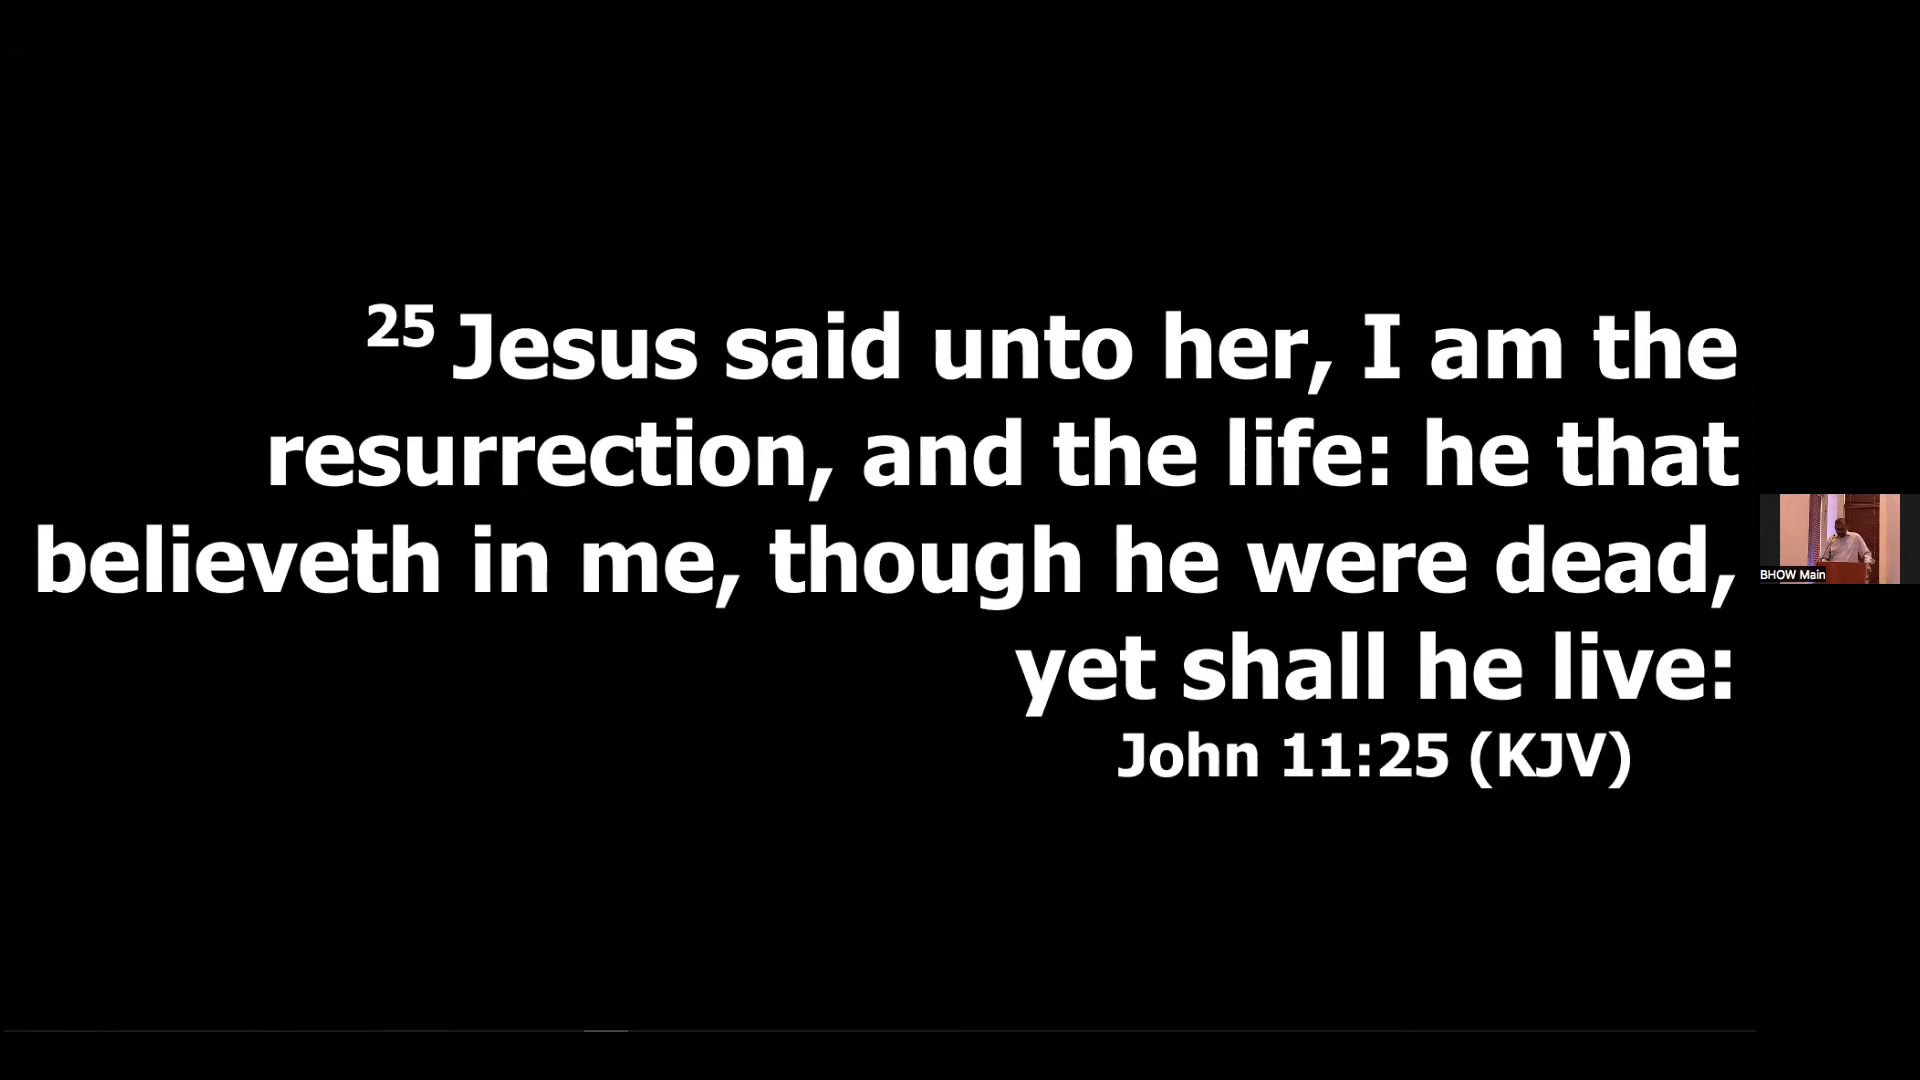 25 Jesus said unto her, I am the
resurrection, and the life: he that
believeth in me, though he were dead,
yet shall he live:
John 11:25 (KJV)
BHOW Main